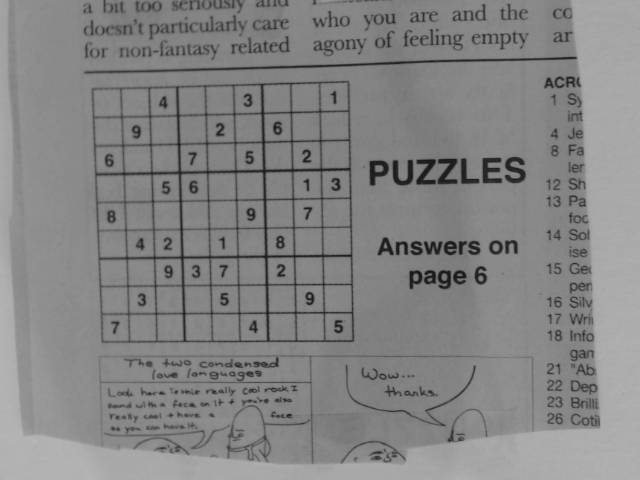 a bit too seriously and
doesn't particularly care
for non-fantasy related
who you are and the
agony of feeling empty
co
ar
4 3 1
9 2 6
6 7 5 2
5 6 1 3
8 9 7
4 2 1 8
9 3 7 2
3 5 9
7 4 5
PUZZLES
Answers on
page 6
ACRO
1 Sy
int
4 Je
8 Fa
ler
12 Sh
13 Pa
foc
14 Sol
ise
15 Geo
per
16 Silv
17 Wri
18 Info
gan
21 "Ab
22 Dep
23 Brilli
26 Coti
The two condensed
love languages
Look here is this really cool rock I
found with a face on it + you're also
really cool + have a face
so you can have it.
Wow...
thanks.